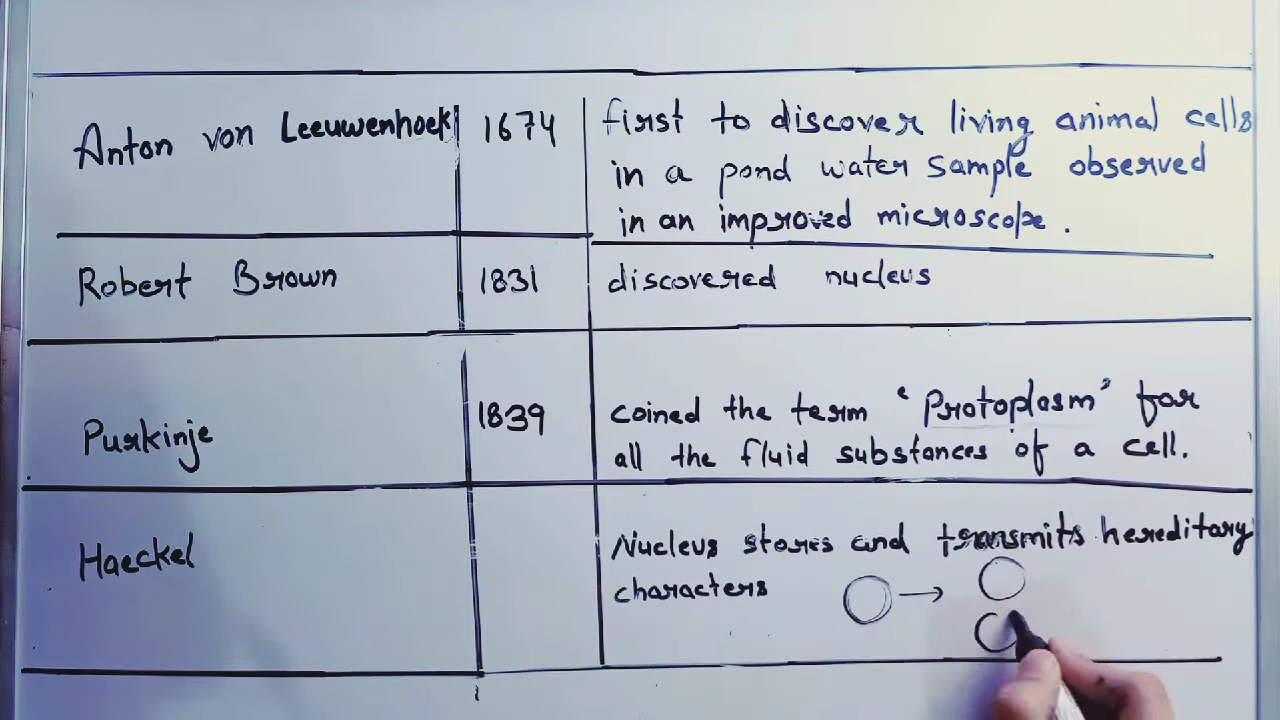 Anton von Leeuwenhoek 1674 first to discover living animal cells
in a pond water sample observed
in an improved microscope.
Robert Brown 1831 discovered nucleus
Purkinje 1839 coined the term "Protoplasm" for
all the fluid substances of a cell.
Haeckel Nucleus stores and transmits hereditary
characters